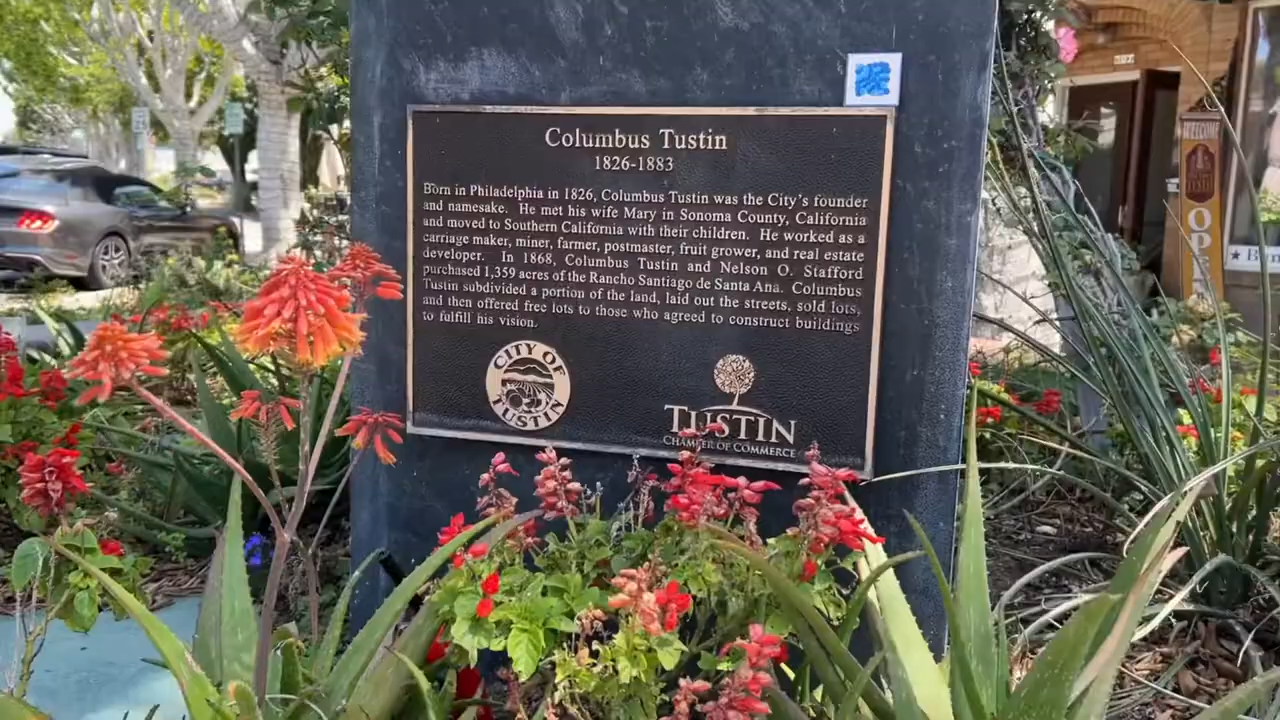 Columbus Tustin
1826-1883
Born in Philadelphia in 1826, Columbus Tustin was the City's founder
and namesake. He met his wife Mary in Sonoma County, California
and moved to Southern California with their children. He worked as a
carriage maker, miner, farmer, postmaster, fruit grower, and real estate
developer. In 1868, Columbus Tustin and Nelson O. Stafford
purchased 1,359 acres of the Rancho Santiago de Santa Ana. Columbus
Tustin subdivided a portion of the land, laid out the streets, sold lots,
and then offered free lots to those who agreed to construct buildings
to fulfill his vision.
CITY OF
TUSTIN
TUSTIN
CHAMBER OF COMMERCE
WELCOME
OPE